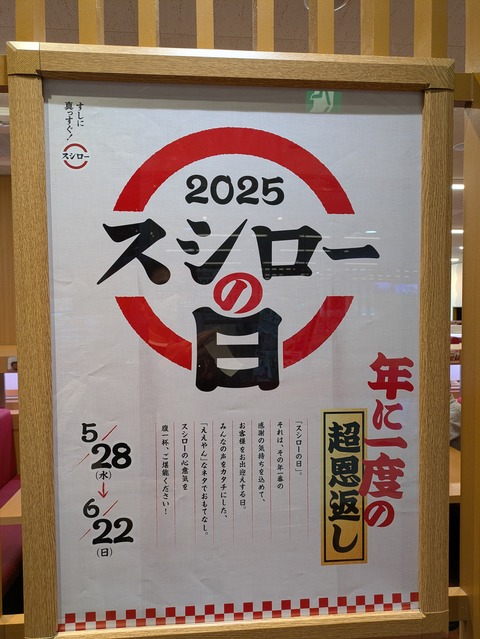 すしに
真っすぐ!
スシロー
2025
スシロー
の
日
年に一度の
超恩返し
「スシローの日」。
それは、その年一番の
感謝の気持ちを込めて、
お客様をお出迎えする日。
みんなの声をカタチにした、
「ええやん」なネタでおもてなし。
スシローの心意気を
腹一杯、ご堪能ください!
5/28
(水)
6/22
(日)